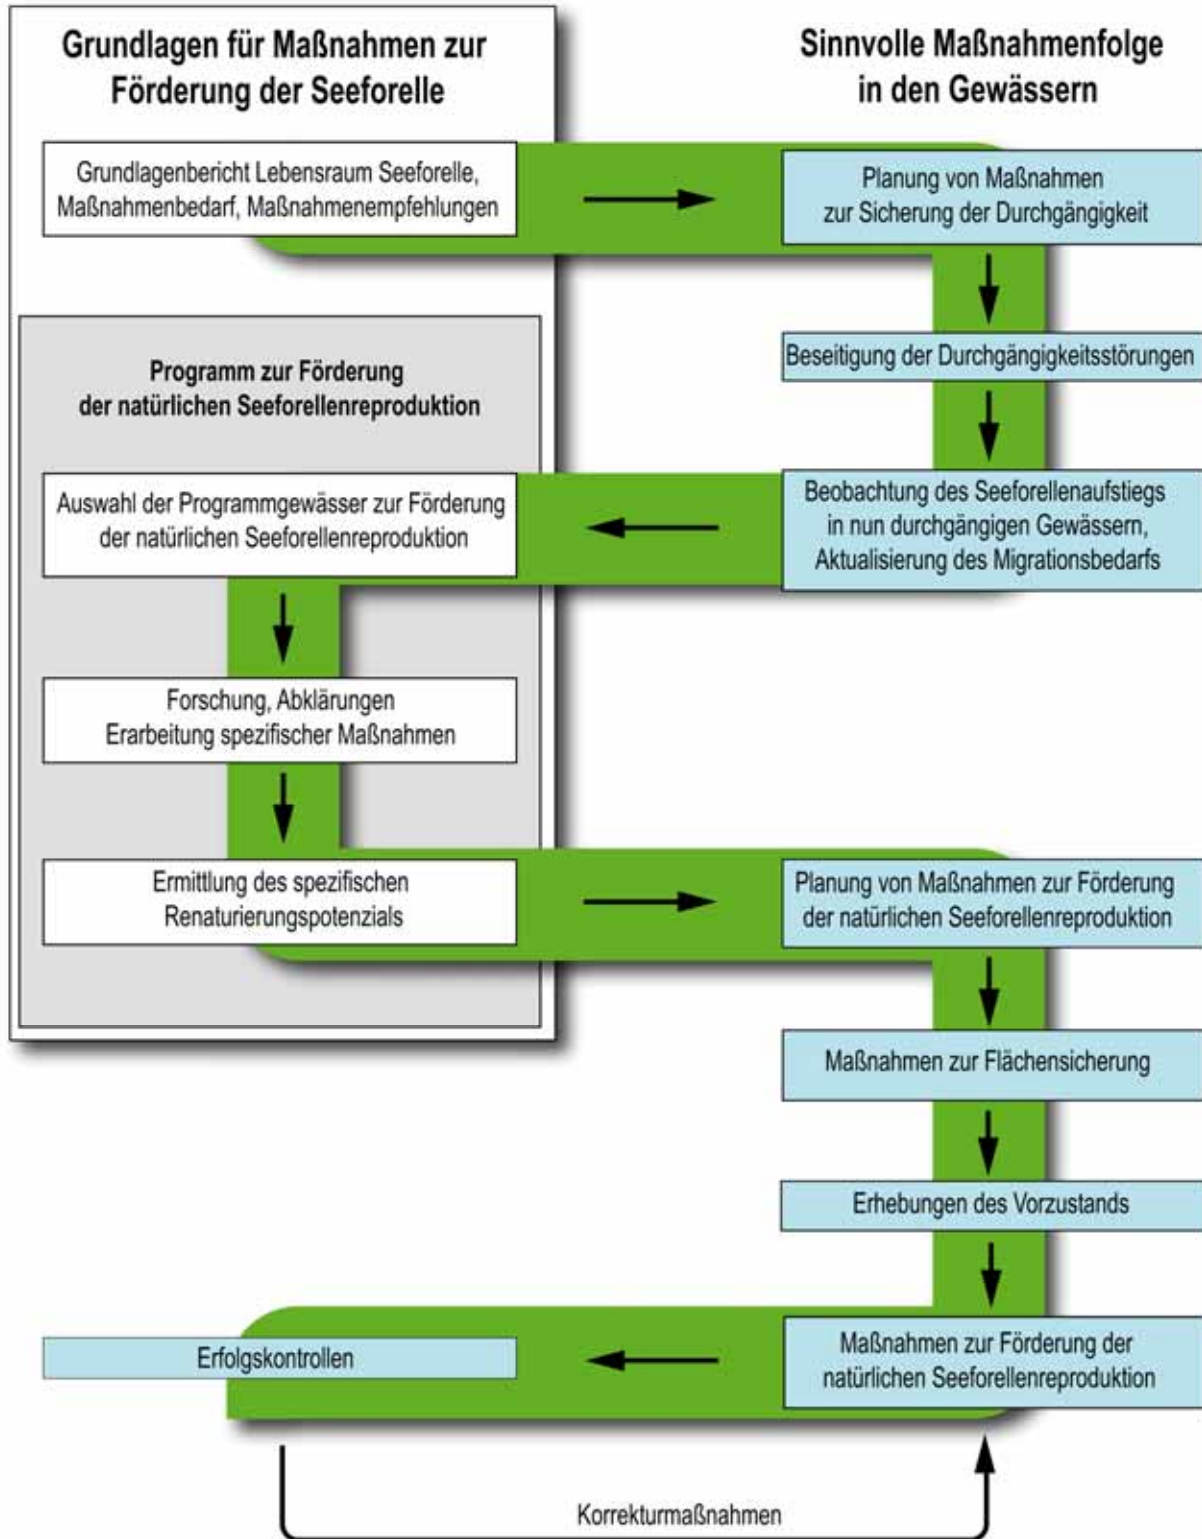 Grundlagen für Maßnahmen zur
Förderung der Seeforelle
Sinnvolle Maßnahmenfolge
in den Gewässern
Grundlagenbericht Lebensraum Seeforelle,
Maßnahmenbedarf, Maßnahmenempfehlungen
Planung von Maßnahmen
zur Sicherung der Durchgängigkeit
Beseitigung der Durchgängigkeitsstörungen
Programm zur Förderung
der natürlichen Seeforellenreproduktion
Beobachtung des Seeforellenaufstiegs
in nun durchgängigen Gewässern,
Aktualisierung des Migrationsbedarfs
Auswahl der Programmgewässer zur Förderung
der natürlichen Seeforellenreproduktion
Forschung, Abklärungen
Erarbeitung spezifischer Maßnahmen
Ermittlung des spezifischen
Renaturierungspotenzials
Planung von Maßnahmen zur Förderung
der natürlichen Seeforellenreproduktion
Maßnahmen zur Flächensicherung
Erhebungen des Vorzustands
Maßnahmen zur Förderung der
natürlichen Seeforellenreproduktion
Erfolgskontrollen
Korrekturmaßnahmen